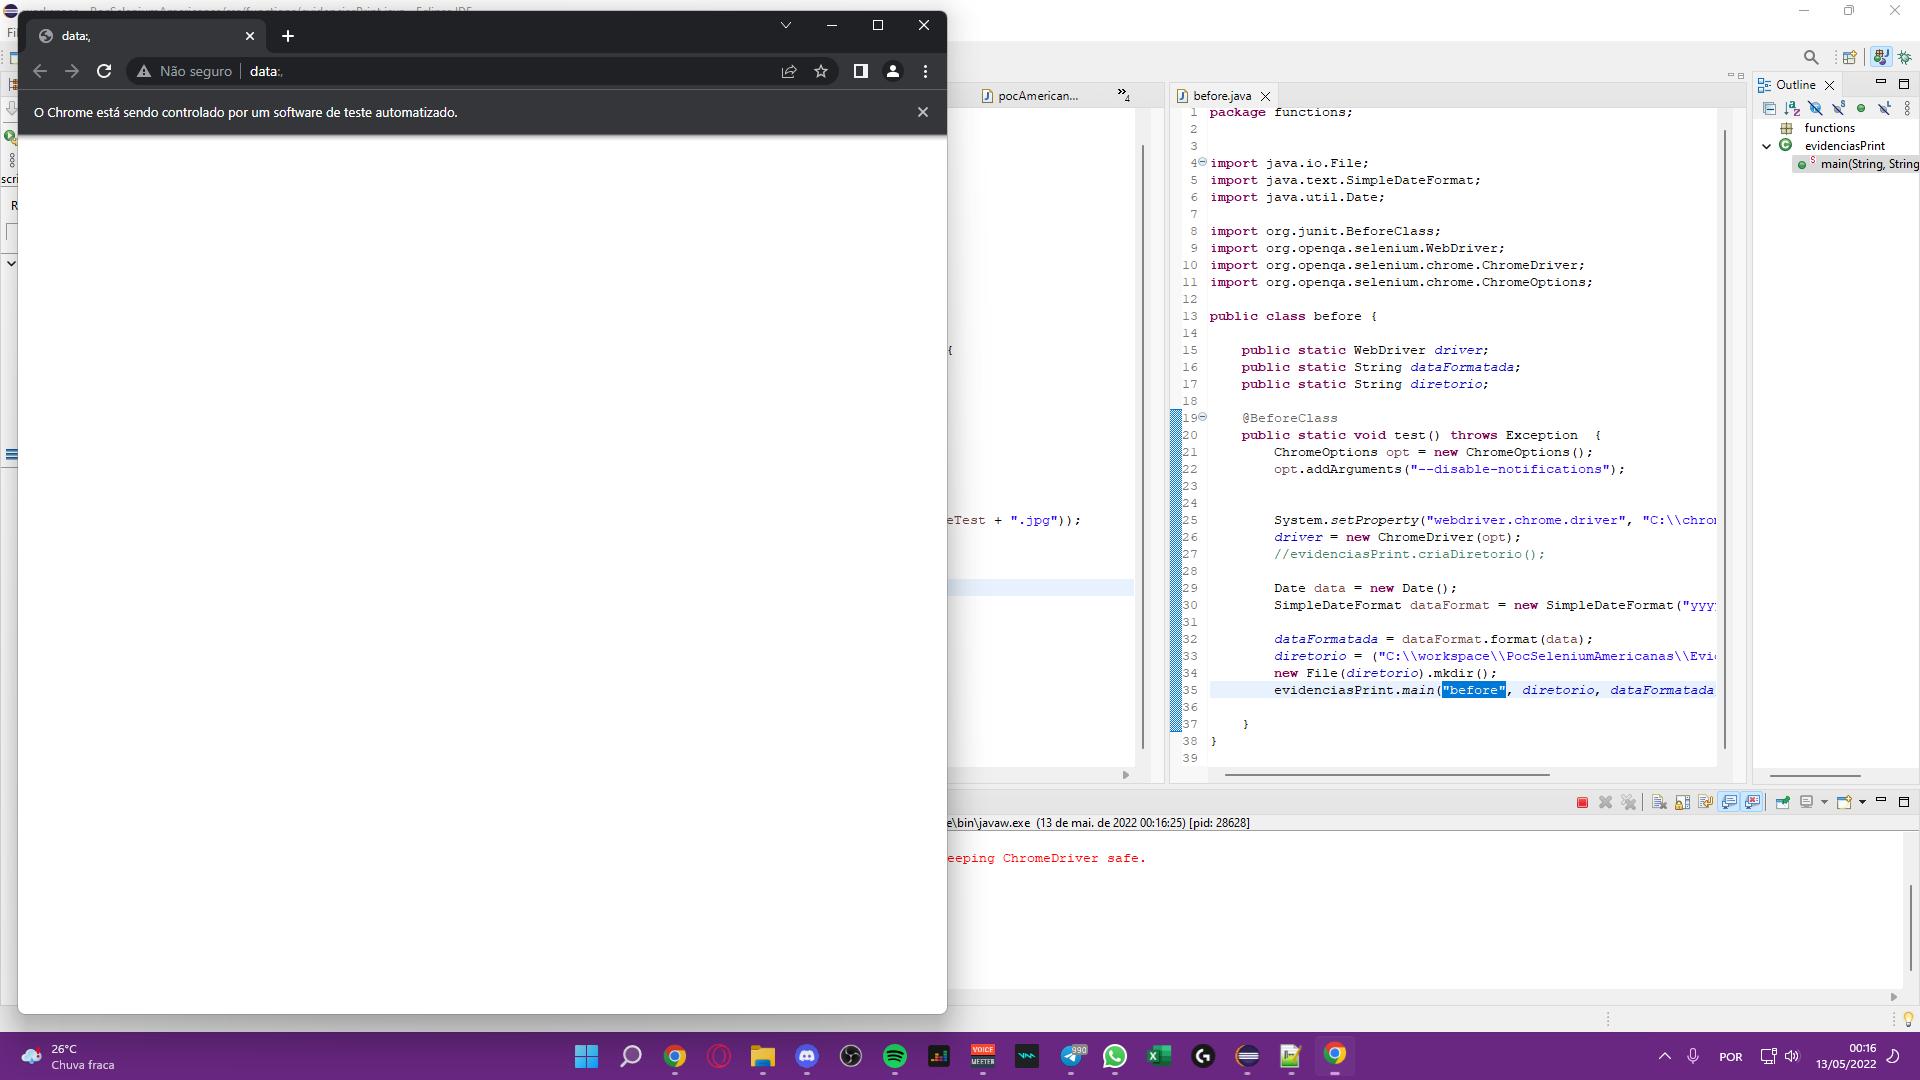 data:,
Não seguro
data:,
O Chrome está sendo controlado por um software de teste automatizado.
scri
R
pocAmerican...
4
before.java
Outline
functions
evidenciasPrint
main(String, String
{
eTest + ".jpg"));
1 package functions;
2
3
4 import java.io.File;
5 import java.text.SimpleDateFormat;
6 import java.util.Date;
7
8 import org.junit.BeforeClass;
9 import org.openqa.selenium.WebDriver;
10 import org.openqa.selenium.chrome.ChromeDriver;
11 import org.openqa.selenium.chrome.ChromeOptions;
12
13 public class before {
14
15 public static WebDriver driver;
16 public static String dataFormatada;
17 public static String diretorio;
18
19 @BeforeClass
20 public static void test() throws Exception  {
21 ChromeOptions opt = new ChromeOptions();
22 opt.addArguments("--disable-notifications");
23
24
25 System.setProperty("webdriver.chrome.driver", "C:\\chro
26 driver = new ChromeDriver(opt);
27 //evidenciasPrint.criaDiretorio();
28
29 Date data = new Date();
30 SimpleDateFormat dataFormat = new SimpleDateFormat("yyy
31
32 dataFormatada = dataFormat.format(data);
33 diretorio = ("C:\\workspace\\PocSeleniumAmericanas\\Evi
34 new File(diretorio).mkdir();
35 evidenciasPrint.main("before", diretorio, dataFormatada
36
37 }
38 }
39
e\bin\javaw.exe (13 de mai. de 2022 00:16:25) [pid: 28628]
eeping ChromeDriver safe.
26°C
Chuva fraca
VOICE
MEETER
990
POR
00:16
13/05/2022